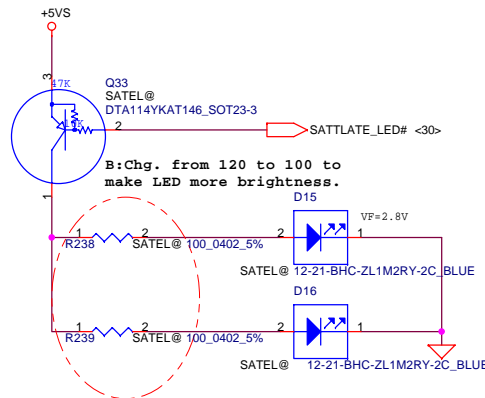 +5VS
3
47K
Q33
SATEL@
DTA114YKAT146_SOT23-3
2
SATTLATE_LED# <30>
B:Chg. from 120 to 100 to
make LED more brightness.
1
D15
VF=2.8V
1
2
2
1
R238
SATEL@ 100_0402_5%
SATEL@ 12-21-BHC-ZL1M2RY-2C_BLUE
D16
1
2
2
1
R239
SATEL@ 100_0402_5%
SATEL@ 12-21-BHC-ZL1M2RY-2C_BLUE